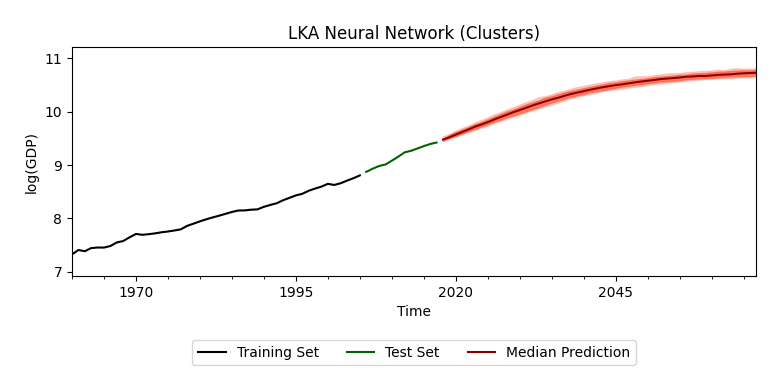 LKA Neural Network (Clusters)
11
10
9
8
7
log(GDP)
1970
1995
2020
2045
Time
Training Set
Test Set
Median Prediction